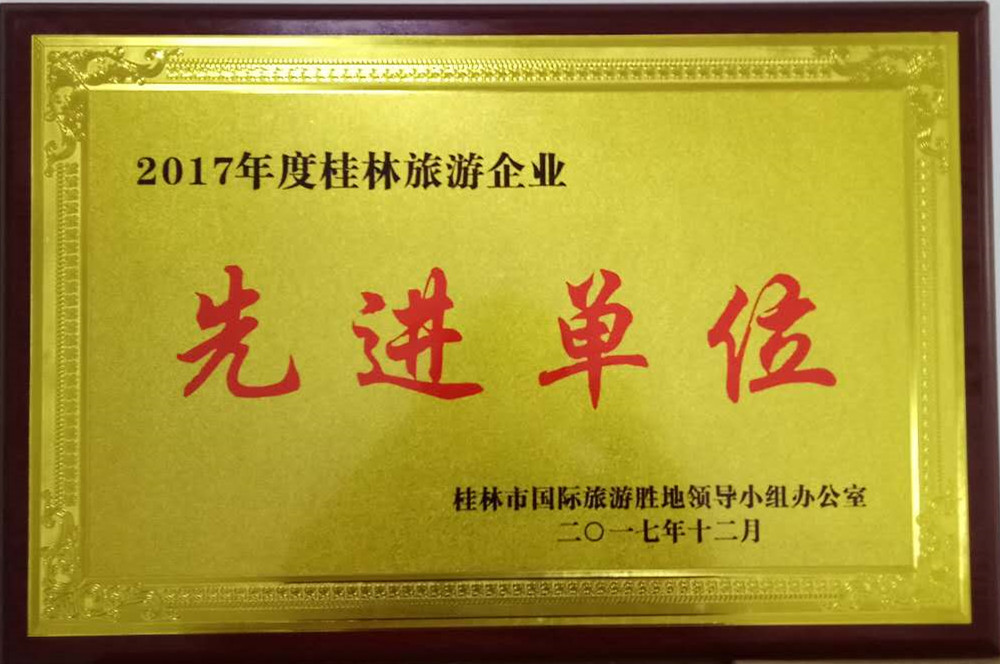 2017年度桂林旅游企业
先进单位
桂林市国际旅游胜地领导小组办公室
二〇一七年十二月